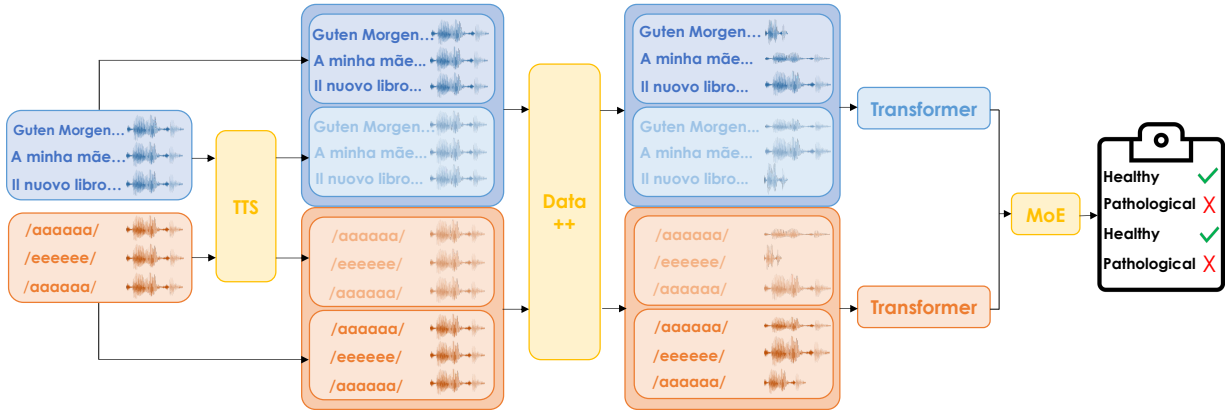 Guten Morgen...
A minha mãe...
Il nuovo libro...
/aaaaaa/
/eeeeee/
/aaaaaa/
TTS
Guten Morgen...
A minha mãe...
Il nuovo libro...
Guten Morgen...
A minha mãe...
Il nuovo libro...
/aaaaaa/
/eeeeee/
/aaaaaa/
/aaaaaa/
/eeeeee/
/aaaaaa/
Data
++
Guten Morgen...
A minha mãe...
Il nuovo libro...
Guten Morgen...
A minha mãe...
Il nuovo libro...
/aaaaaa/
/eeeeee/
/aaaaaa/
/aaaaaa/
/eeeeee/
/aaaaaa/
Transformer
Transformer
MoE
Healthy
Pathological
Healthy
Pathological